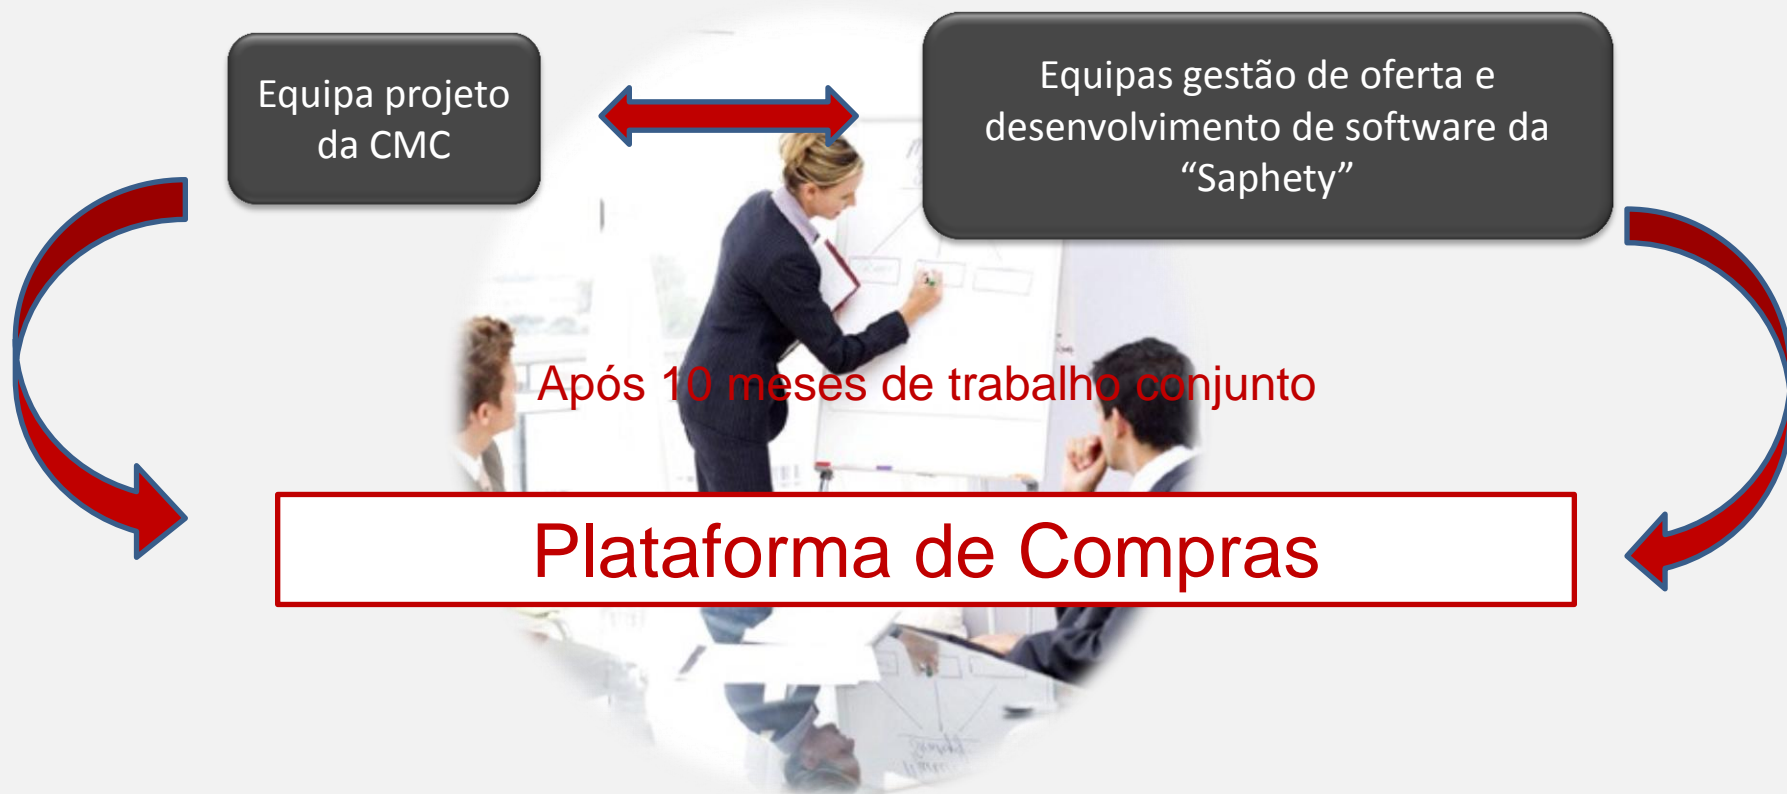 Equipa projeto
da CMC
Equipas gestão de oferta e
desenvolvimento de software da
“Saphety”
Após 10 meses de trabalho conjunto
Plataforma de Compras